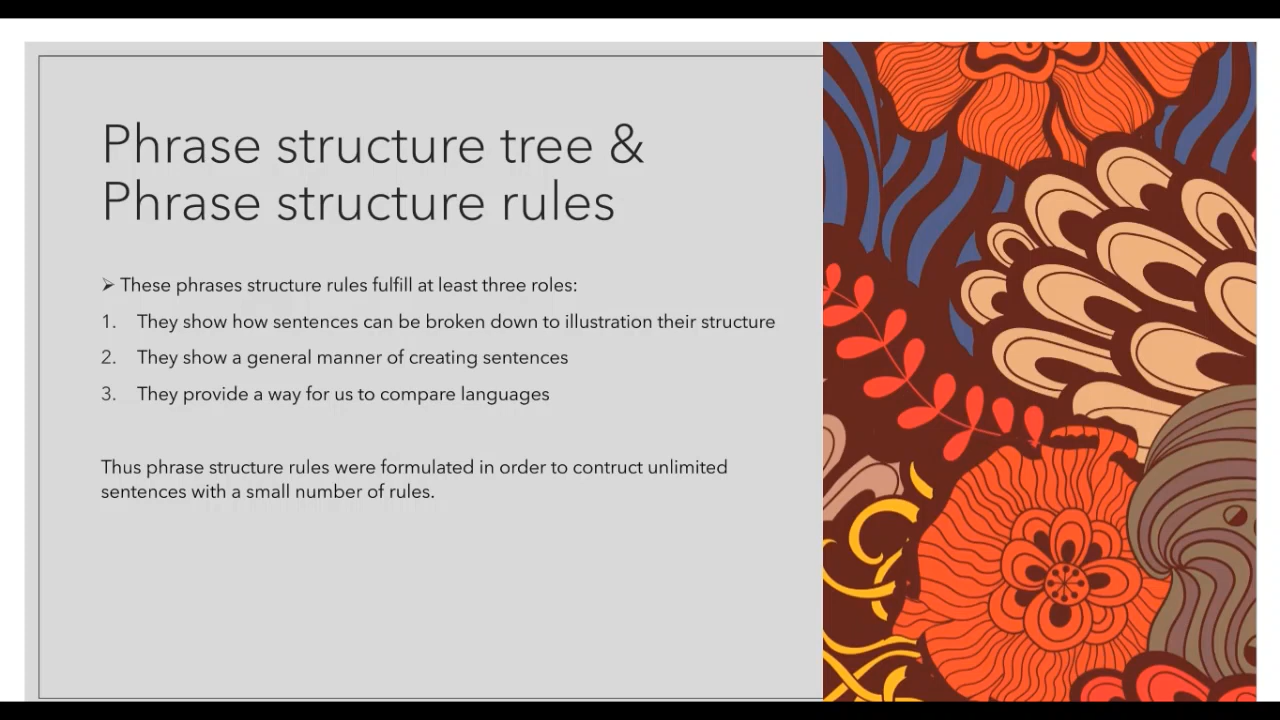 Phrase structure tree &
Phrase structure rules
➢ These phrases structure rules fulfill at least three roles:
1. They show how sentences can be broken down to illustration their structure
2. They show a general manner of creating sentences
3. They provide a way for us to compare languages
Thus phrase structure rules were formulated in order to contruct unlimited
sentences with a small number of rules.